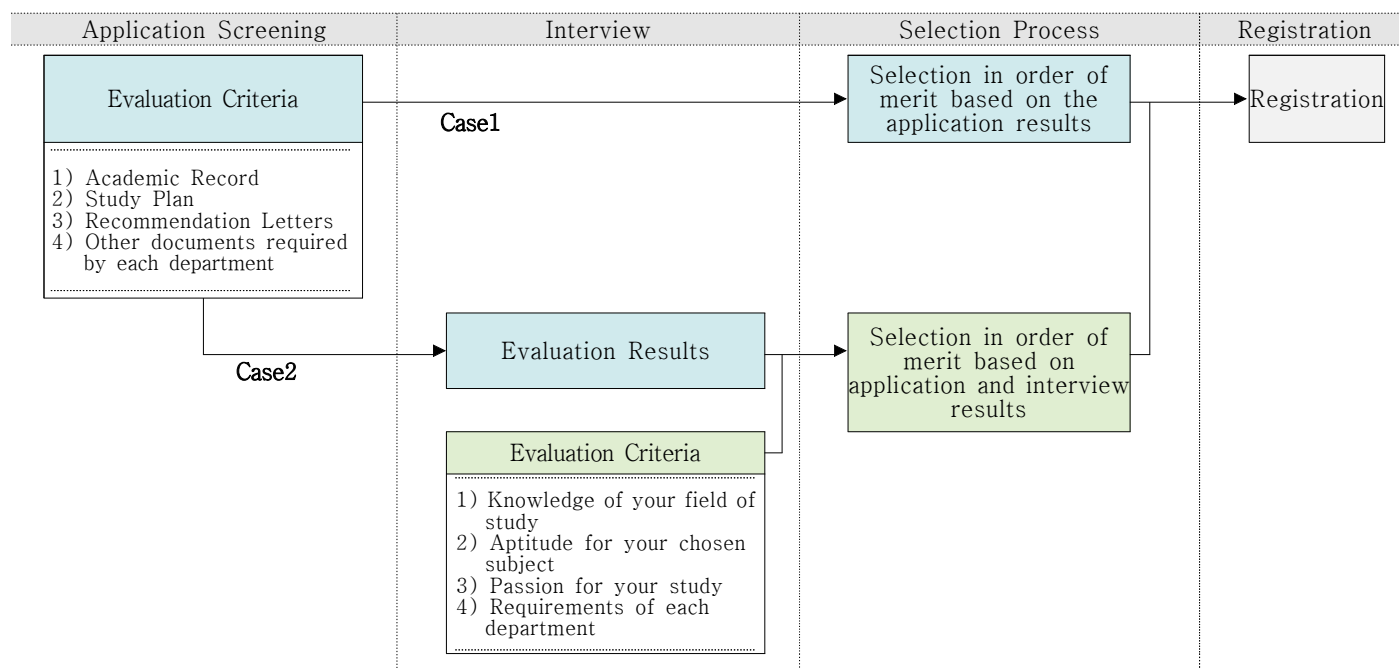 Application Screening
Interview
Selection Process
Registration
Evaluation Criteria
1) Academic Record
2) Study Plan
3) Recommendation Letters
4) Other documents required
by each department
Case1
Selection in order of
merit based on the
application results
Registration
Case2
Evaluation Results
Selection in order of
merit based on
application and interview
results
Evaluation Criteria
1) Knowledge of your field of
study
2) Aptitude for your chosen
subject
3) Passion for your study
4) Requirements of each
department